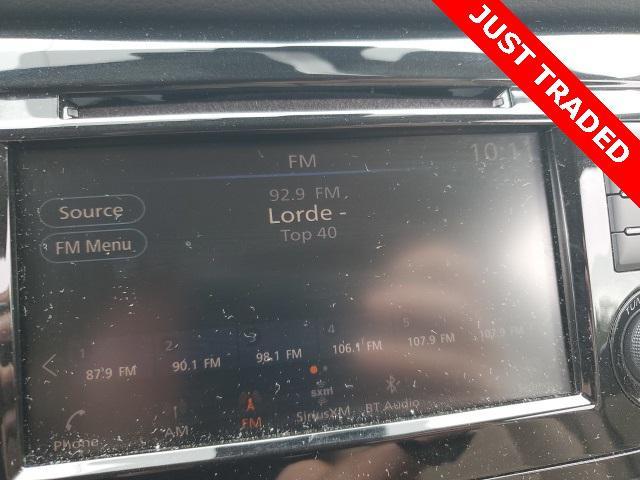 JUST TRADED
FM
10:1
92.9 FM
Source
Lorde -
Top 40
FM Menu
1 2 3 4 5
87.9 FM 90.1 FM 98.1 FM 106.1 FM 107.9 FM 107.9 FM
sxm
Phone AM FM SiriusXM BT Audio